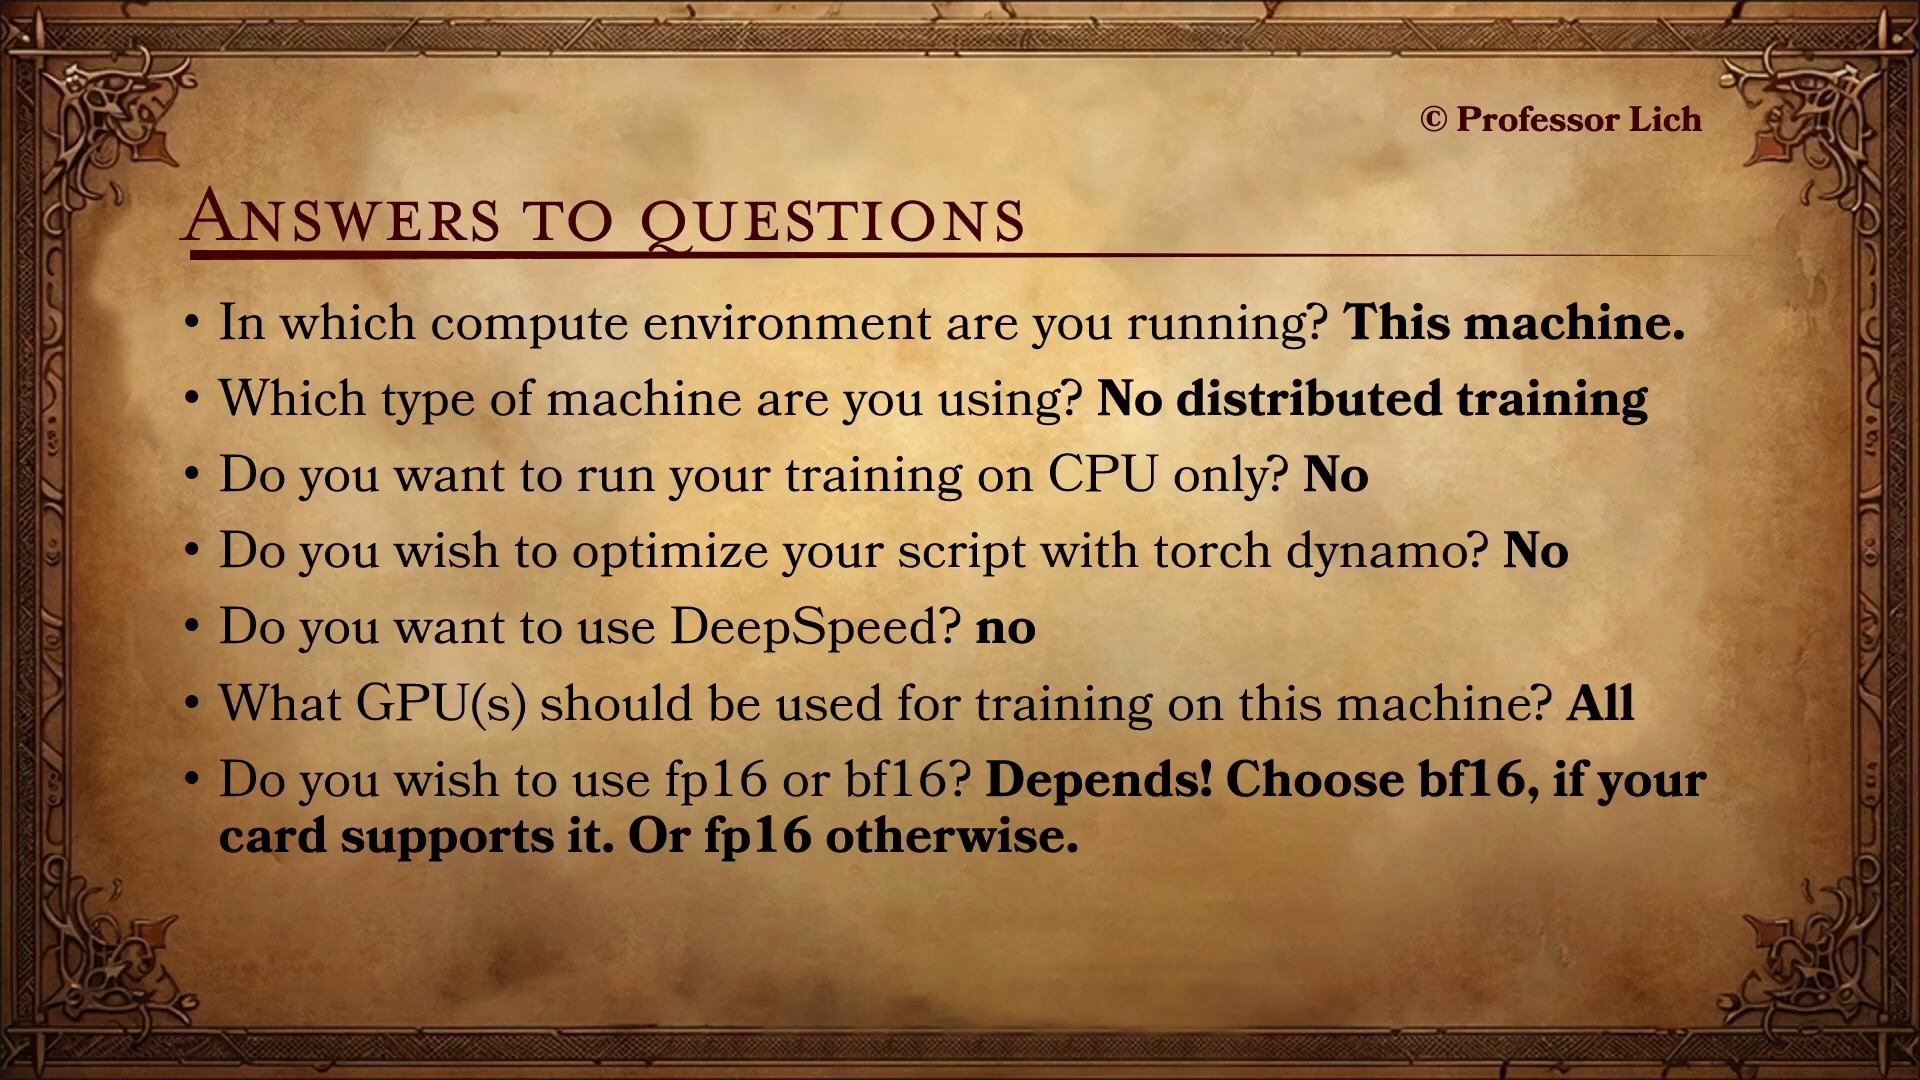 © Professor Lich
Answers to questions
• In which compute environment are you running? This machine.
• Which type of machine are you using? No distributed training
• Do you want to run your training on CPU only? No
• Do you wish to optimize your script with torch dynamo? No
• Do you want to use DeepSpeed? no
• What GPU(s) should be used for training on this machine? All
• Do you wish to use fp16 or bf16? Depends! Choose bf16, if your
card supports it. Or fp16 otherwise.